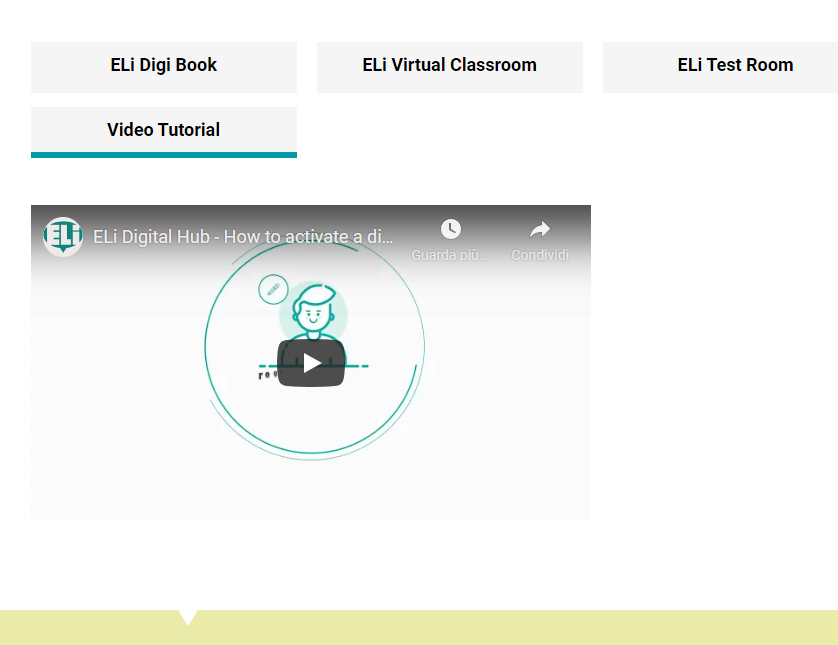 ELi Digi Book
ELi Virtual Classroom
ELi Test Room
Video Tutorial
ELi
ELi Digital Hub - How to activate a di...
Guarda più...
Condividi